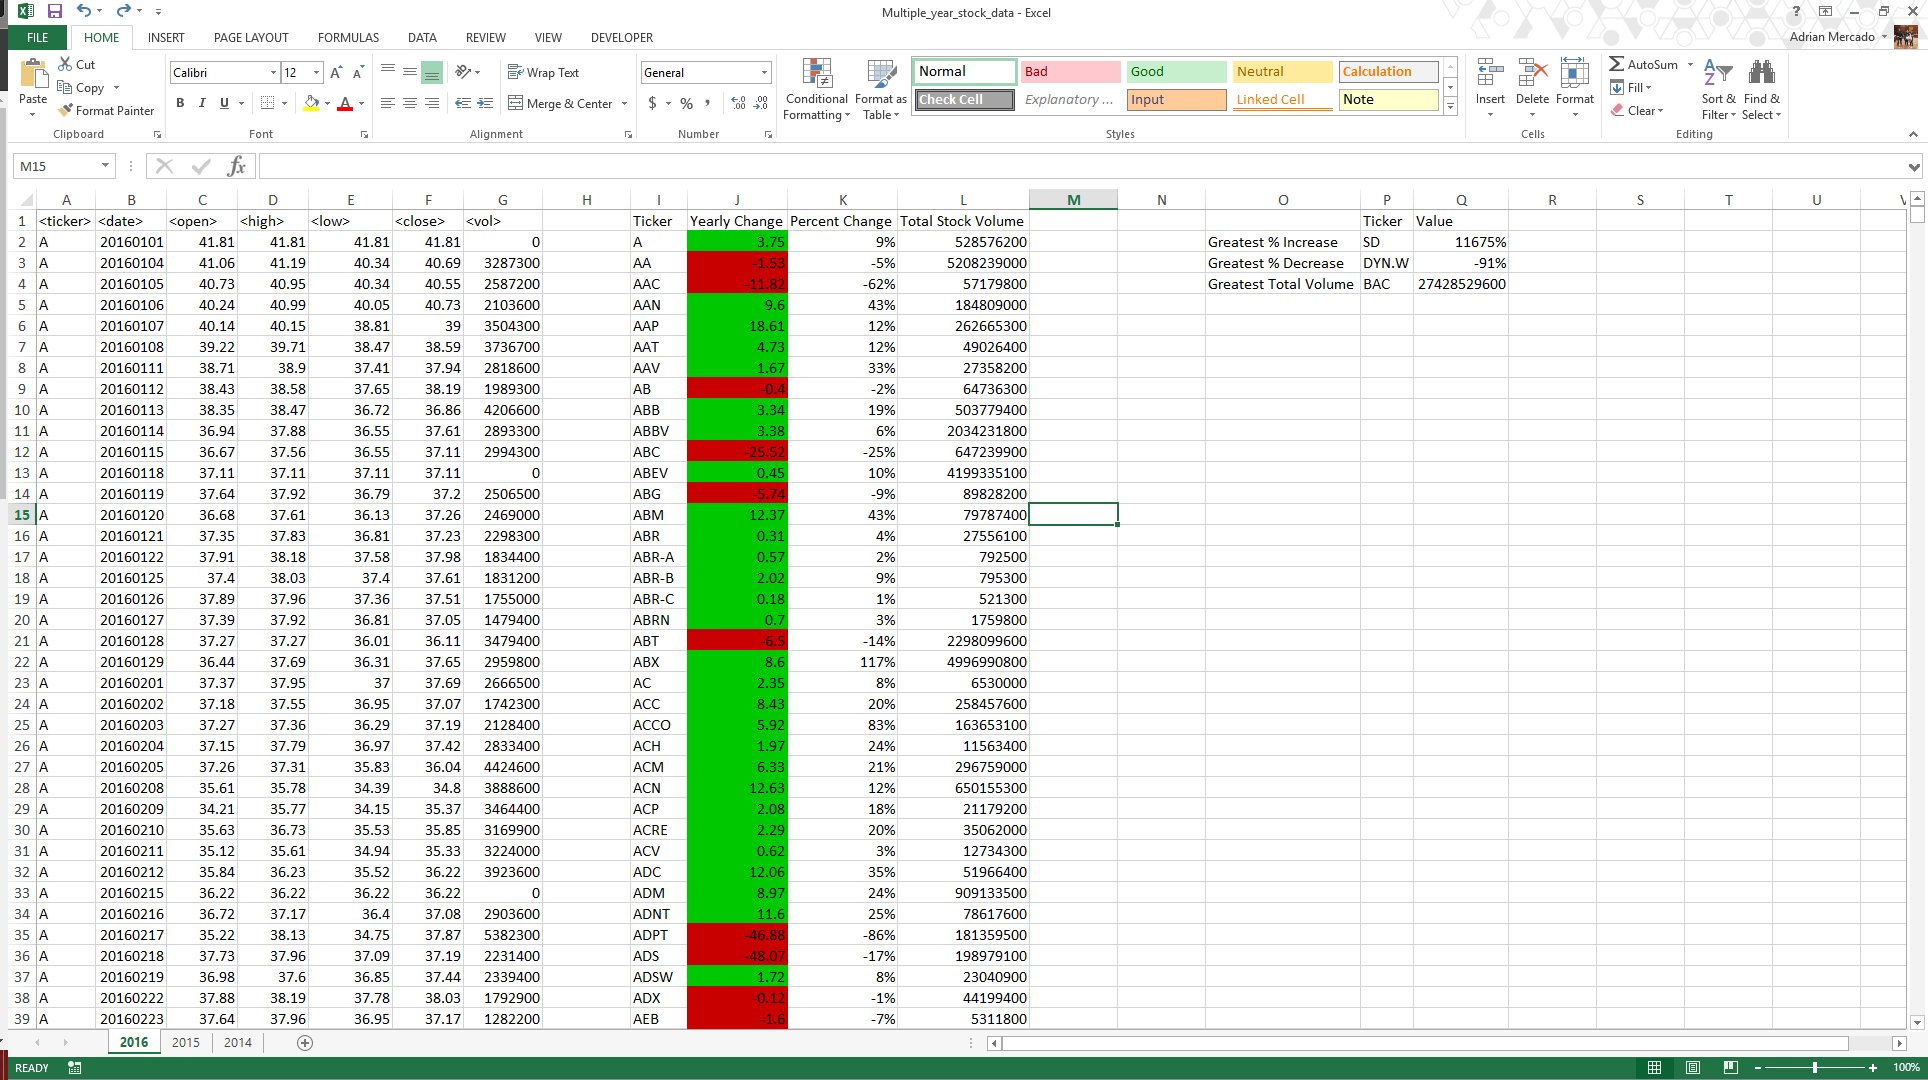 Multiple_year_stock_data - Excel
FILE HOME INSERT PAGE LAYOUT FORMULAS DATA REVIEW VIEW DEVELOPER Adrian Mercado
Paste Cut Copy Format Painter Clipboard
Calibri 12 B I U A Font
Wrap Text Merge & Center Alignment
General $ % , Number
Conditional Formatting Format as Table
Normal Bad Good Neutral Calculation
Check Cell Explanatory ... Input Linked Cell Note
Styles
Insert Delete Format Cells
AutoSum Fill Clear Sort & Filter Find & Select Editing
M15 fx
A B C D E F G H I J K L M N O P Q R S T U V
1 <ticker> <date> <open> <high> <low> <close> <vol> Ticker Yearly Change Percent Change Total Stock Volume Ticker Value
2 A 20160101 41.81 41.81 41.81 41.81 0 A 3.75 9% 528576200 Greatest % Increase SD 11675%
3 A 20160104 41.06 41.19 40.34 40.69 3287300 AA -1.53 -5% 5208239000 Greatest % Decrease DYN.W -91%
4 A 20160105 40.73 40.95 40.34 40.55 2587200 AAC -11.82 -62% 57179800 Greatest Total Volume BAC 27428529600
5 A 20160106 40.24 40.99 40.05 40.73 2103600 AAN 9.6 43% 184809000
6 A 20160107 40.14 40.15 38.81 39 3504300 AAP 18.61 12% 262665300
7 A 20160108 39.22 39.71 38.47 38.59 3736700 AAT 4.73 12% 49026400
8 A 20160111 38.71 38.9 37.41 37.94 2818600 AAV 1.67 33% 27358200
9 A 20160112 38.43 38.58 37.65 38.19 1989300 AB -0.4 -2% 64736300
10 A 20160113 38.35 38.47 36.72 36.86 4206600 ABB 3.34 19% 503779400
11 A 20160114 36.94 37.88 36.55 37.61 2893300 ABBV 3.38 6% 2034231800
12 A 20160115 36.67 37.56 36.55 37.11 2994300 ABC -25.52 -25% 647239900
13 A 20160118 37.11 37.11 37.11 37.11 0 ABEV 0.45 10% 4199335100
14 A 20160119 37.64 37.92 36.79 37.2 2506500 ABG -5.74 -9% 89828200
15 A 20160120 36.68 37.61 36.13 37.26 2469000 ABM 12.37 43% 79787400
16 A 20160121 37.35 37.83 36.81 37.23 2298300 ABR 0.31 4% 27556100
17 A 20160122 37.91 38.18 37.58 37.98 1834400 ABR-A 0.57 2% 792500
18 A 20160125 37.4 38.03 37.4 37.61 1831200 ABR-B 2.02 9% 795300
19 A 20160126 37.89 37.96 37.36 37.51 1755000 ABR-C 0.18 1% 521300
20 A 20160127 37.39 37.92 36.81 37.05 1479400 ABRN 0.7 3% 1759800
21 A 20160128 37.27 37.27 36.01 36.11 3479400 ABT -6.5 -14% 2298099600
22 A 20160129 36.44 37.69 36.31 37.65 2959800 ABX 8.6 117% 4996990800
23 A 20160201 37.37 37.95 37 37.69 2666500 AC 2.35 8% 6530000
24 A 20160202 37.18 37.55 36.95 37.07 1742300 ACC 8.43 20% 258457600
25 A 20160203 37.27 37.36 36.29 37.19 2128400 ACCO 5.92 83% 163653100
26 A 20160204 37.15 37.79 36.97 37.42 2833400 ACH 1.97 24% 11563400
27 A 20160205 37.26 37.31 35.83 36.04 4424600 ACM 6.33 21% 296759000
28 A 20160208 35.61 35.78 34.39 34.8 3888600 ACN 12.63 12% 650155300
29 A 20160209 34.21 35.77 34.15 35.37 3464400 ACP 2.08 18% 21179200
30 A 20160210 35.63 36.73 35.53 35.85 3169900 ACRE 2.29 20% 35062000
31 A 20160211 35.12 35.61 34.94 35.33 3224000 ACV 0.62 3% 12734300
32 A 20160212 35.84 36.23 35.52 36.22 3923600 ADC 12.06 35% 51966400
33 A 20160215 36.22 36.22 36.22 36.22 0 ADM 8.97 24% 909133500
34 A 20160216 36.72 37.17 36.4 37.08 2903600 ADNT 11.6 25% 78617600
35 A 20160217 35.22 38.13 34.75 37.87 5382300 ADPT -46.88 -86% 181359500
36 A 20160218 37.73 37.96 37.09 37.19 2231400 ADS -48.07 -17% 198979100
37 A 20160219 36.98 37.6 36.85 37.44 2339400 ADSW 1.72 8% 23040900
38 A 20160222 37.88 38.19 37.78 38.03 1792900 ADX -0.12 -1% 44199400
39 A 20160223 37.64 37.96 36.95 37.17 1282200 AEB -1.6 -7% 5311800
2016 2015 2014
READY 100%